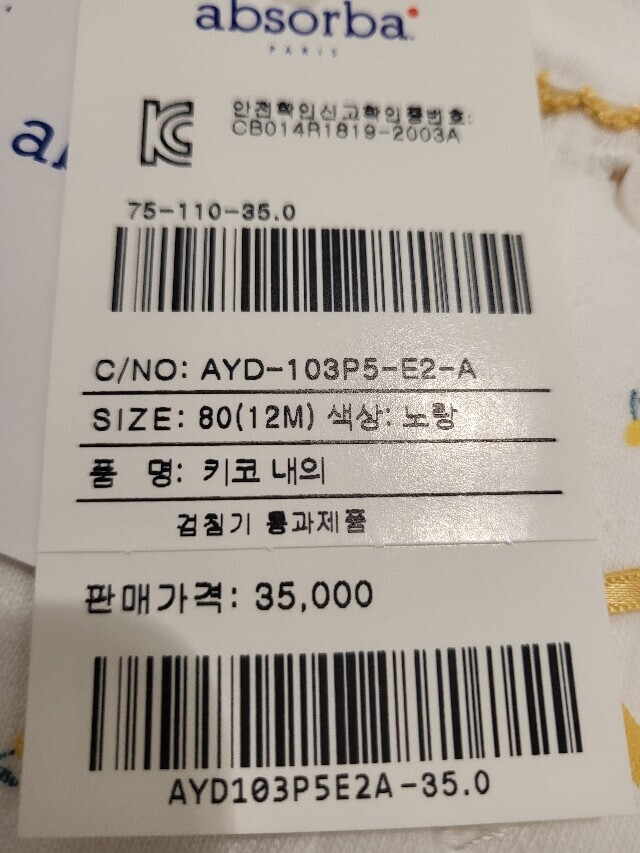 absorba
PARIS
안전확인신고확인증번호:
CB014R1819-2003A
75-110-35.0
C/NO: AYD-103P5-E2-A
SIZE: 80(12M) 색상: 노랑
품 명: 키코 내의
검침기 통과제품
판매가격: 35,000
AYD103P5E2A-35.0